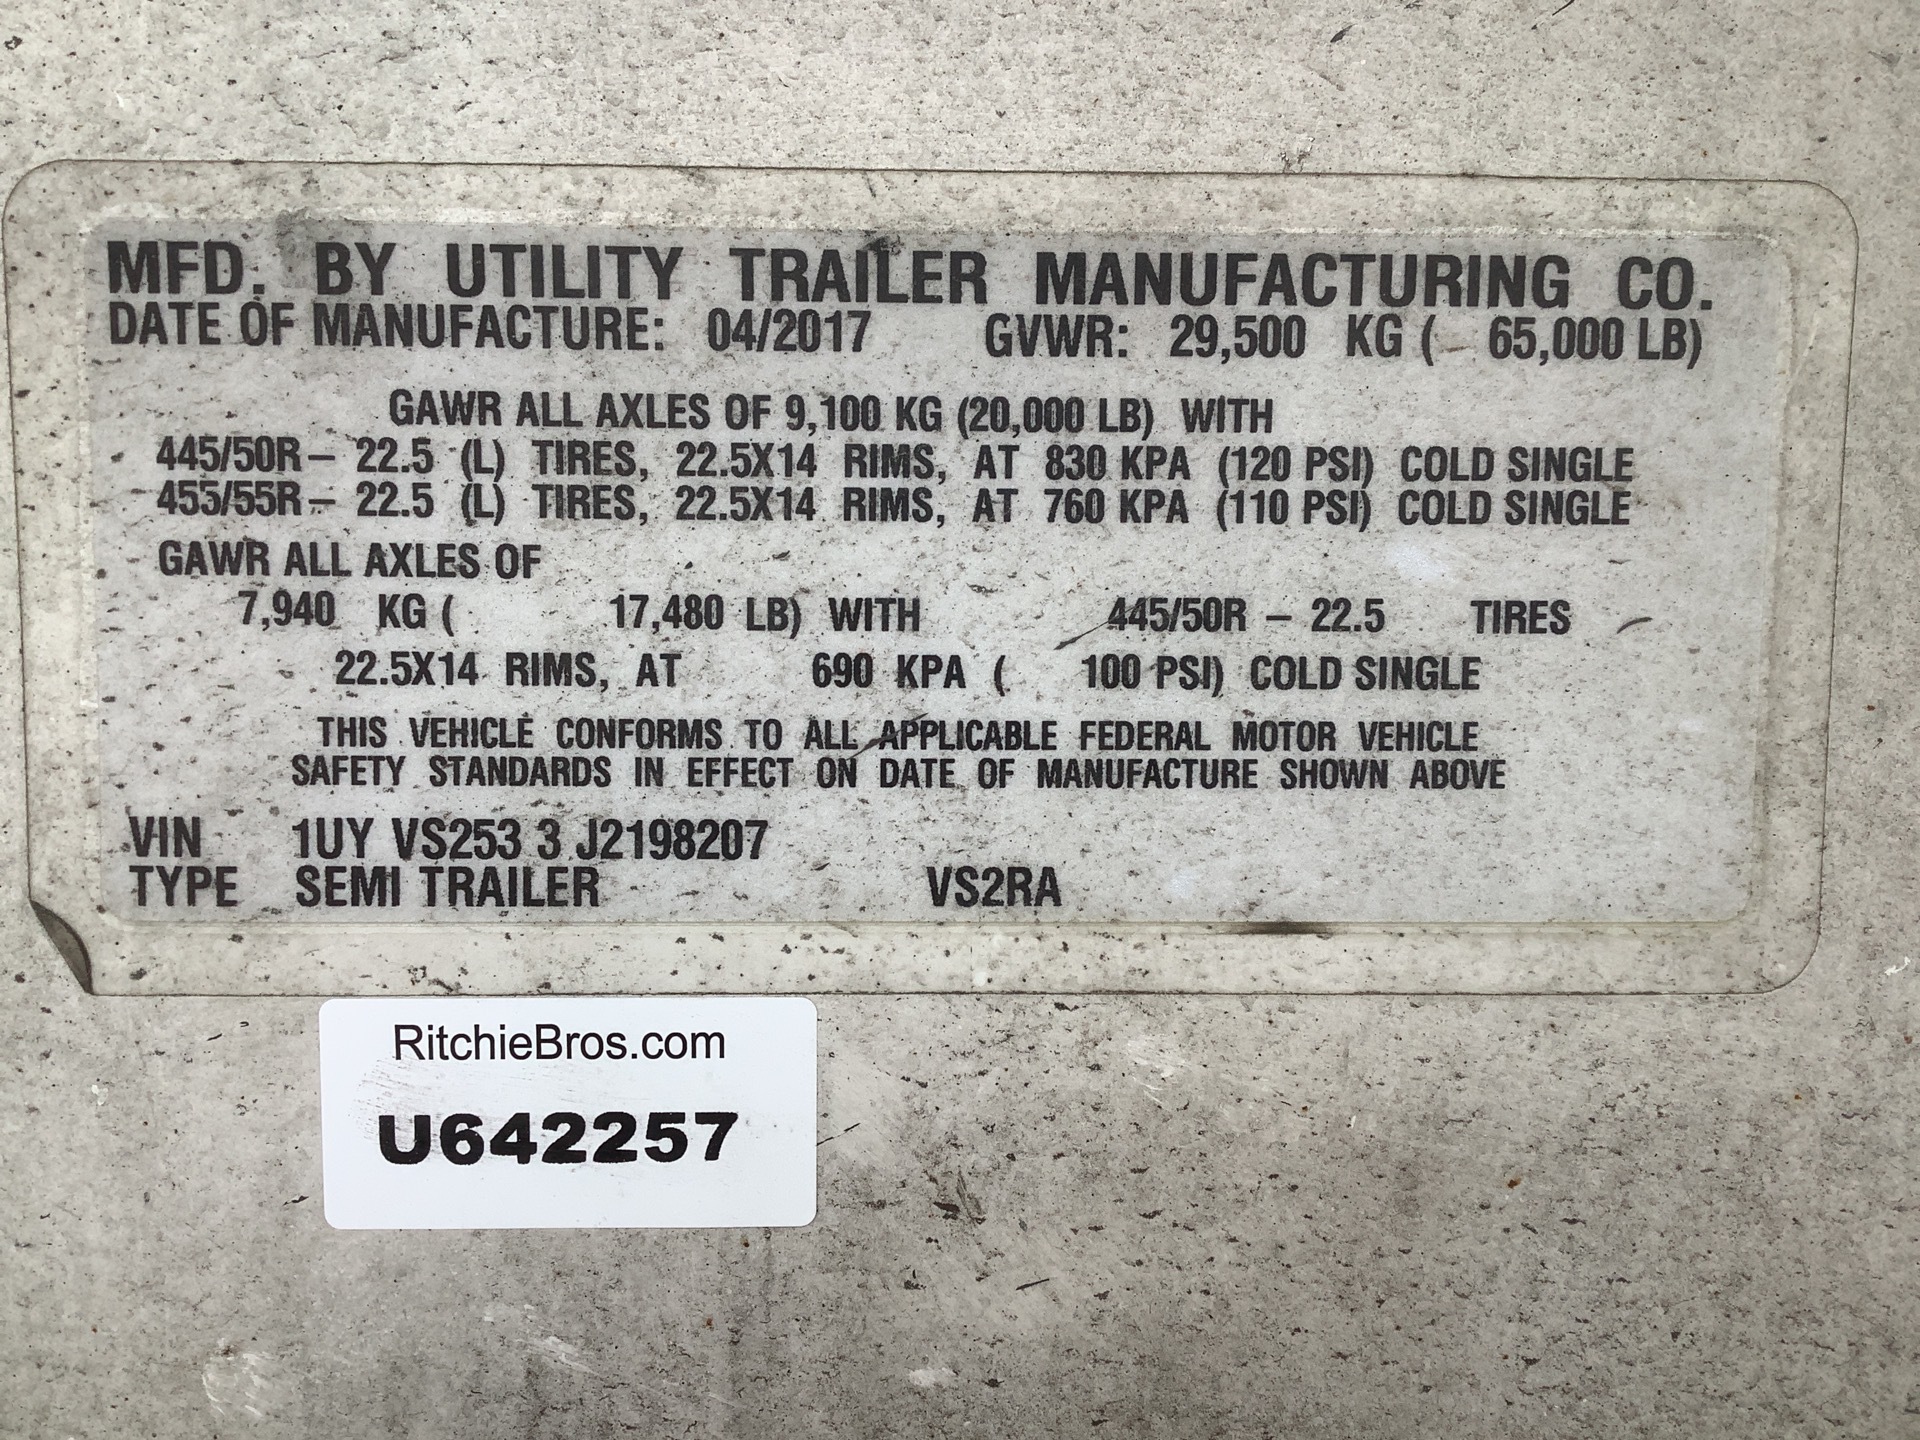 MFD. BY UTILITY TRAILER MANUFACTURING CO.
DATE OF MANUFACTURE: 04/2017 GVWR: 29,500 KG ( 65,000 LB)
GAWR ALL AXLES OF 9,100 KG (20,000 LB) WITH
445/50R– 22.5 (L) TIRES, 22.5X14 RIMS, AT 830 KPA (120 PSI) COLD SINGLE
455/55R– 22.5 (L) TIRES, 22.5X14 RIMS, AT 760 KPA (110 PSI) COLD SINGLE
GAWR ALL AXLES OF
7,940 KG ( 17,480 LB) WITH 445/50R – 22.5 TIRES
22.5X14 RIMS, AT 690 KPA ( 100 PSI) COLD SINGLE
THIS VEHICLE CONFORMS TO ALL APPLICABLE FEDERAL MOTOR VEHICLE
SAFETY STANDARDS IN EFFECT ON DATE OF MANUFACTURE SHOWN ABOVE
VIN 1UY VS253 3 J2198207
TYPE SEMI TRAILER VS2RA
RitchieBros.com
U642257